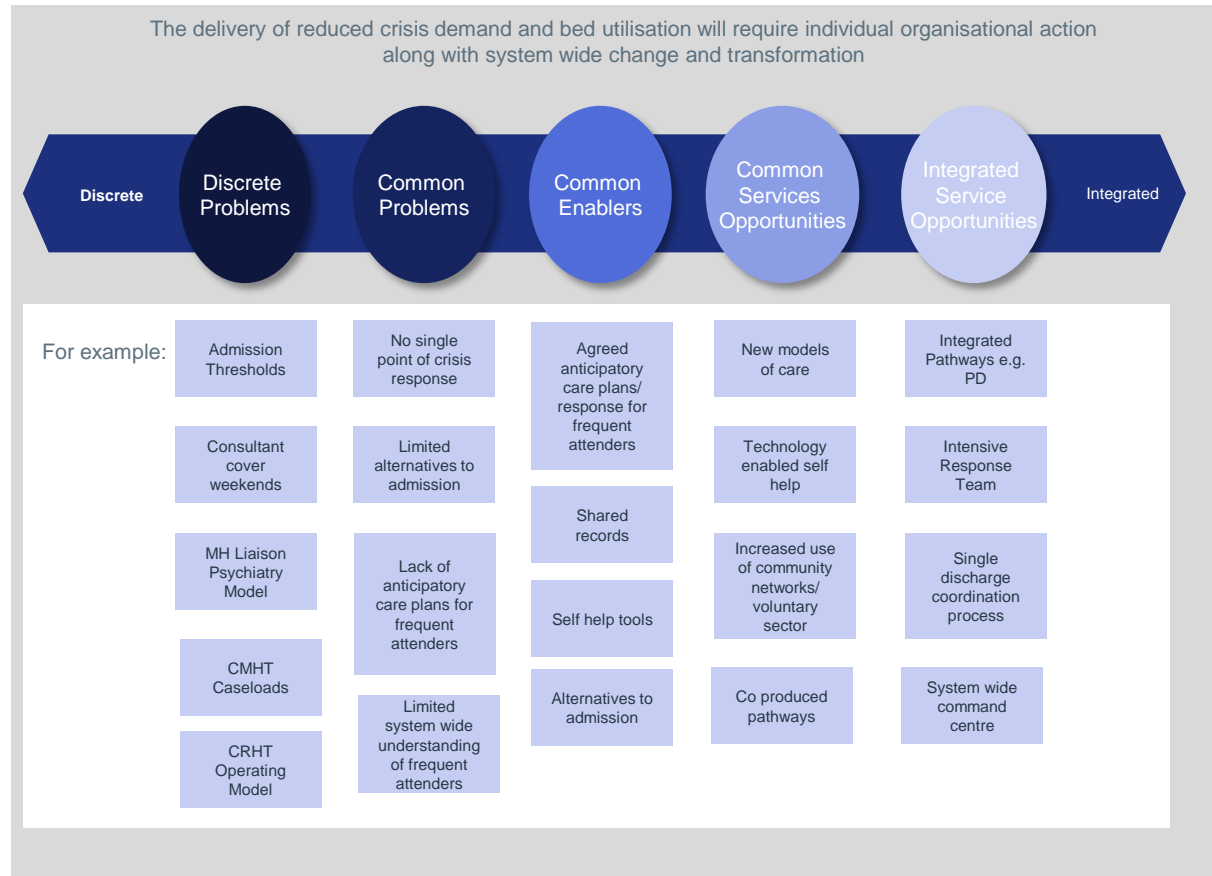 The delivery of reduced crisis demand and bed utilisation will require individual organisational action
along with system wide change and transformation
Discrete
Discrete
Problems
Common
Problems
Common
Enablers
Common
Services
Opportunities
Integrated
Service
Opportunities
Integrated
For example:
Admission
Thresholds
Consultant
cover
weekends
MH Liaison
Psychiatry
Model
CMHT
Caseloads
CRHT
Operating
Model
No single
point of crisis
response
Limited
alternatives to
admission
Lack of
anticipatory
care plans for
frequent
attenders
Limited
system wide
understanding
of frequent
attenders
Agreed
anticipatory
care plans/
response for
frequent
attenders
Shared
records
Self help tools
Alternatives to
admission
New models
of care
Technology
enabled self
help
Increased use
of community
networks/
voluntary
sector
Co produced
pathways
Integrated
Pathways e.g.
PD
Intensive
Response
Team
Single
discharge
coordination
process
System wide
command
centre